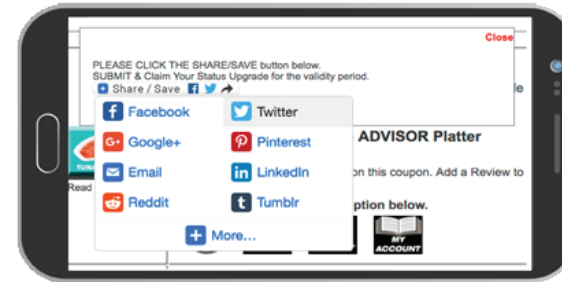 Close
PLEASE CLICK THE SHARE/SAVE button below.
SUBMIT & Claim Your Status Upgrade for the validity period.
Share / Save
Facebook Twitter
Google+ Pinterest
ADVISOR Platter
Email LinkedIn
on this coupon. Add a Review to
Read
Reddit Tumblr
ption below.
More...
MY
ACCOUNT